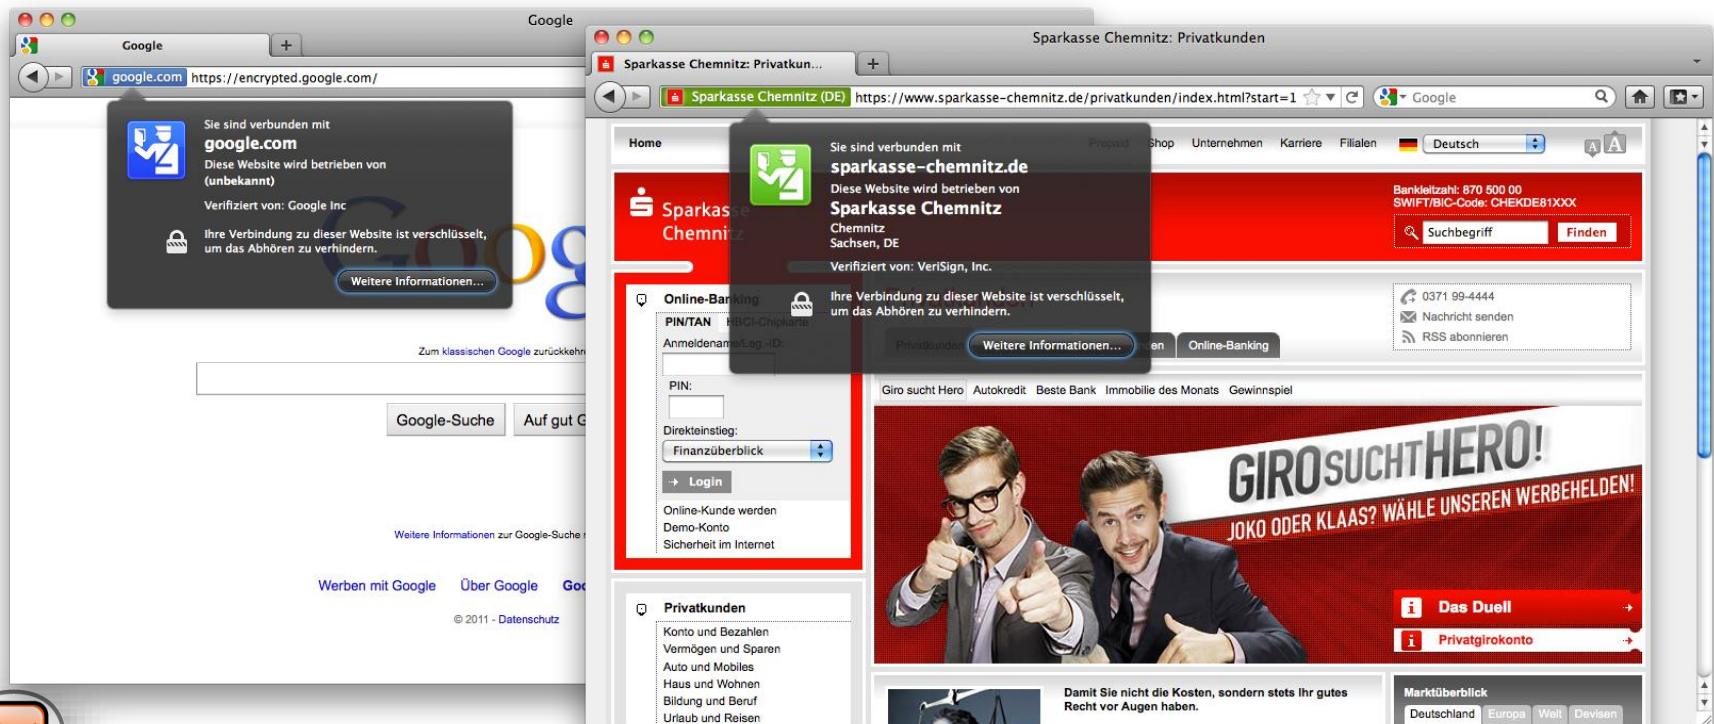 Google
Google
google.com https://encrypted.google.com/
Sie sind verbunden mit
google.com
Diese Website wird betrieben von
(unbekannt)
Verifiziert von: Google Inc
Ihre Verbindung zu dieser Website ist verschlüsselt,
um das Abhören zu verhindern.
Weitere Informationen...
Zum klassischen Google zurückkehre
Google-Suche
Auf gut G
Weitere Informationen zur Google-Suche
Werben mit Google Über Google Goo
© 2011 - Datenschutz
Sparkasse Chemnitz: Privatkunden
Sparkasse Chemnitz: Privatkun...
Sparkasse Chemnitz (DE) https://www.sparkasse-chemnitz.de/privatkunden/index.html?start=1
Google
Home
Prepaid Shop Unternehmen Karriere Filialen
Deutsch
A A
Sparkasse
Chemnitz
Bankleitzahl: 870 500 00
SWIFT/BIC-Code: CHEKDE81XXX
Suchbegriff
Finden
Sie sind verbunden mit
sparkasse-chemnitz.de
Diese Website wird betrieben von
Sparkasse Chemnitz
Chemnitz
Sachsen, DE
Verifiziert von: VeriSign, Inc.
Ihre Verbindung zu dieser Website ist verschlüsselt,
um das Abhören zu verhindern.
Weitere Informationen...
Online-Banking
PIN/TAN HBCI-Chipkarte
Anmeldename/Leg.-ID:
PIN:
Direkteinstieg:
Finanzüberblick
Login
Online-Kunde werden
Demo-Konto
Sicherheit im Internet
Privatkunden
Konto und Bezahlen
Vermögen und Sparen
Auto und Mobiles
Haus und Wohnen
Bildung und Beruf
Urlaub und Reisen
0371 99-4444
Nachricht senden
RSS abonnieren
Privatkunden
Online-Banking
Giro sucht Hero Autokredit Beste Bank Immobilie des Monats Gewinnspiel
GIROSUCHTHERO!
JOKO ODER KLAAS? WÄHLE UNSEREN WERBEHELDEN!
Das Duell
Privatgirokonto
Damit Sie nicht die Kosten, sondern stets Ihr gutes
Recht vor Augen haben.
Marktüberblick
Deutschland Europa Welt Devisen